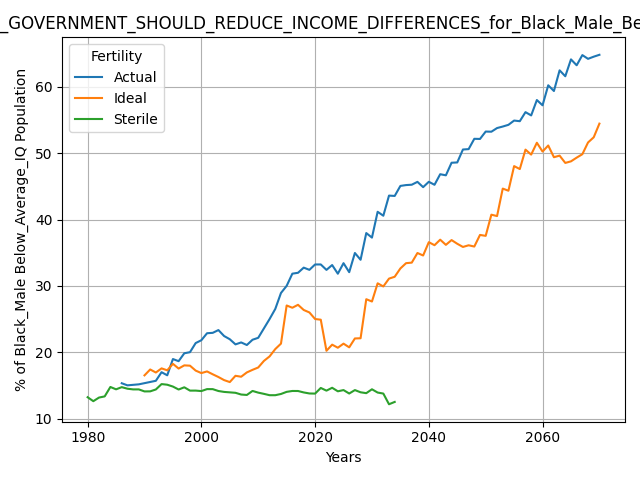 _GOVERNMENT_SHOULD_REDUCE_INCOME_DIFFERENCES_for_Black_Male_Be
Fertility
Actual
Ideal
Sterile
% of Black_Male Below_Average_IQ Population
60
50
40
30
20
10
1980
2000
2020
2040
2060
Years